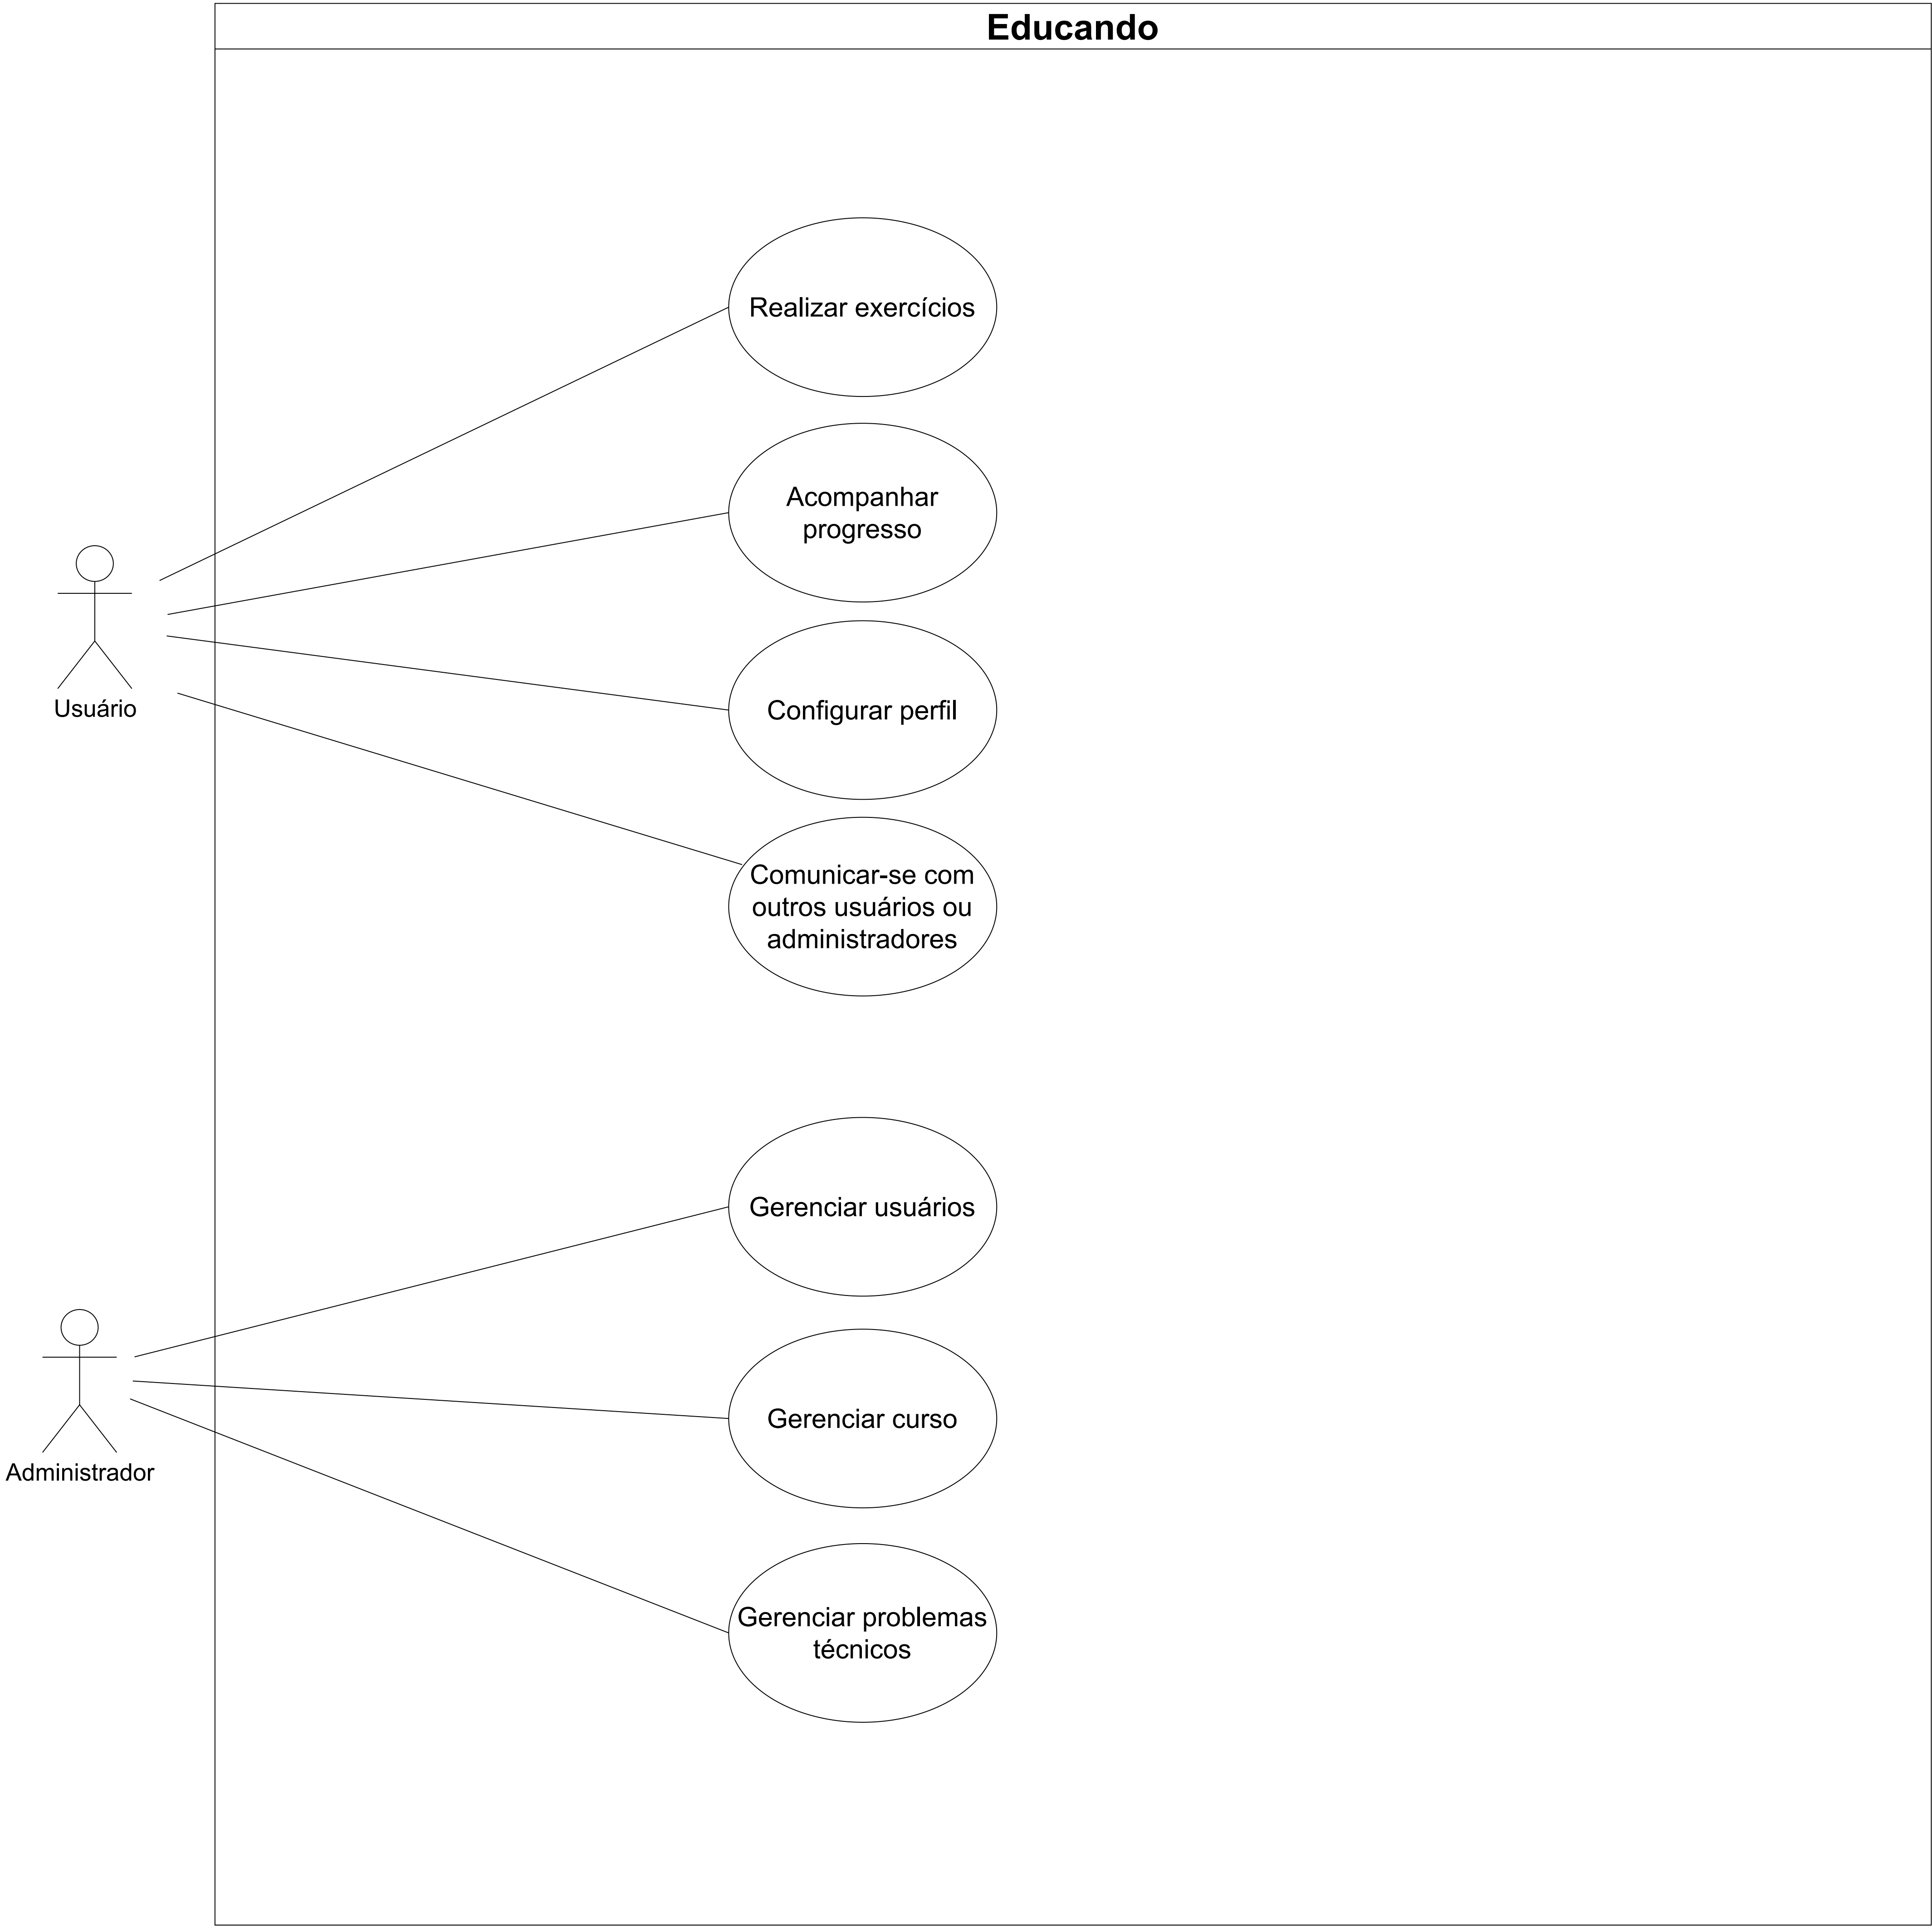 Educando
Realizar exercícios
Acompanhar
progresso
Usuário
Configurar perfil
Comunicar-se com
outros usuários ou
administradores
Gerenciar usuários
Administrador
Gerenciar curso
Gerenciar problemas
técnicos